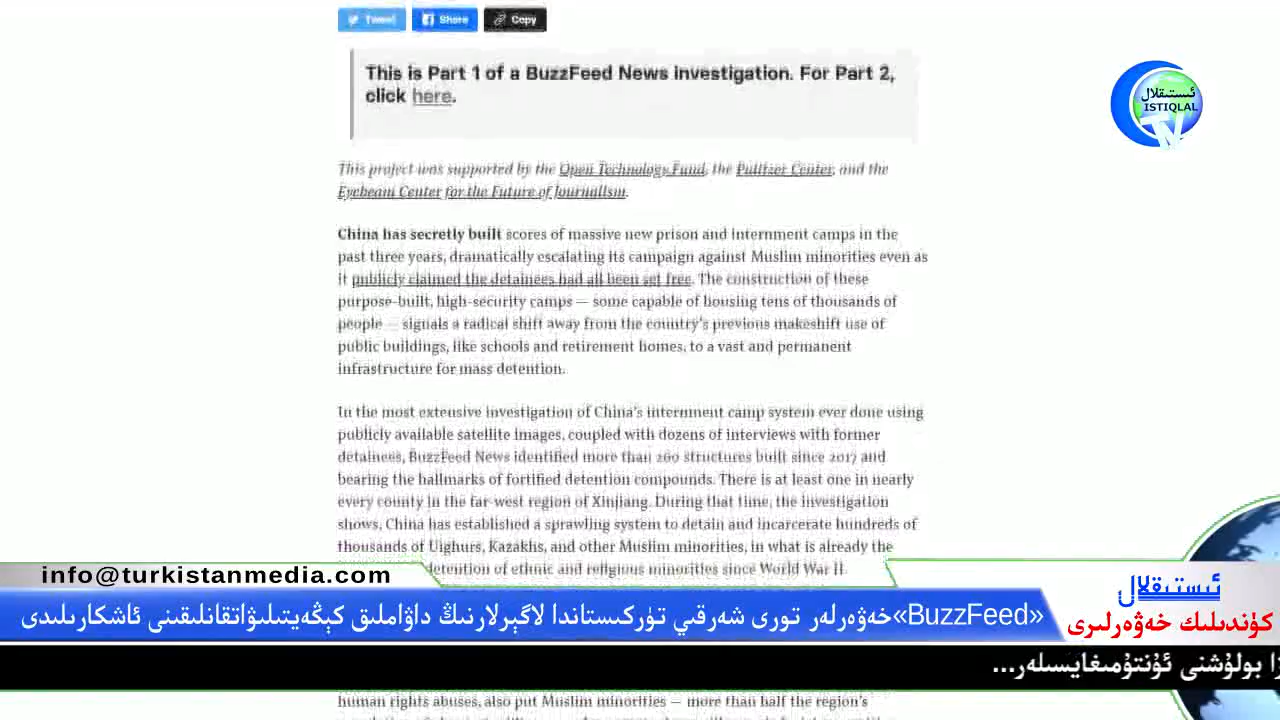 Tweet Share Copy
This is Part 1 of a BuzzFeed News investigation. For Part 2,
click here.
ئىستىقلال
ISTIQLAL
TV
This project was supported by the Open Technology Fund, the Pulitzer Center, and the
Eyebeam Center for the Future of Journalism.
China has secretly built scores of massive new prison and internment camps in the
past three years, dramatically escalating its campaign against Muslim minorities even as
it publicly claimed the detainees had all been set free. The construction of these
purpose-built, high-security camps — some capable of housing tens of thousands of
people — signals a radical shift away from the country's previous makeshift use of
public buildings, like schools and retirement homes, to a vast and permanent
infrastructure for mass detention.
In the most extensive investigation of China's internment camp system ever done using
publicly available satellite images, coupled with dozens of interviews with former
detainees, BuzzFeed News identified more than 260 structures built since 2017 and
bearing the hallmarks of fortified detention compounds. There is at least one in nearly
every county in the far-west region of Xinjiang. During that time, the investigation
shows, China has established a sprawling system to detain and incarcerate hundreds of
thousands of Uighurs, Kazakhs, and other Muslim minorities, in what is already the
detention of ethnic and religious minorities since World War II.
info@turkistanmedia.com
ئىستىقلال
كۈندىلىك خەۋەرلىرى
«BuzzFeed»خەۋەرلەر تورى شەرقىي تۈركىستاندا لاگېرلارنىڭ داۋاملىق كېڭەيتىلىۋاتقانلىقىنى ئاشكارىلىدى
زا بولۇشنى ئۇنتۇمىغايسىلەر...
human rights abuses, also put Muslim minorities — more than half the region's